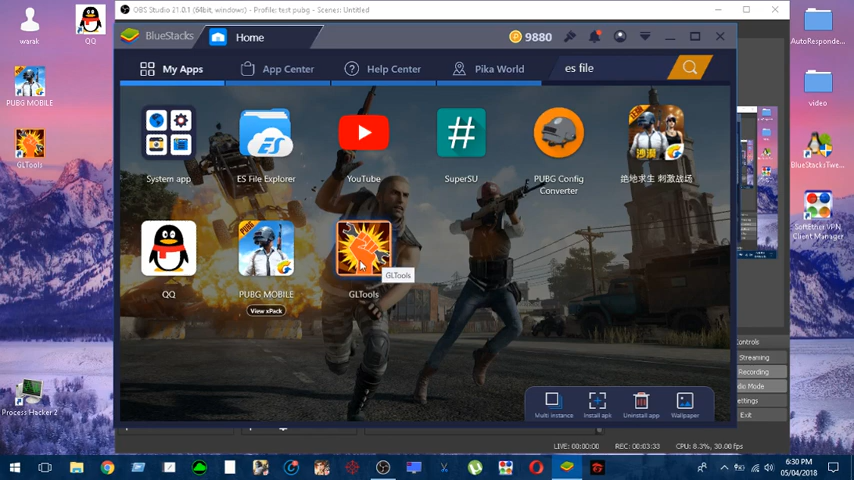 OBS Studio 21.0.1 (64bit, windows) - Profile: test pubg - Scenes: Untitled
warak
QQ
BlueStacks
Home
9880
AutoResponde...
My Apps
App Center
Help Center
Pika World
es file
PUBG MOBILE
video
GLTools
System app
ES File Explorer
YouTube
SuperSU
PUBG Config
Converter
绝地求生 刺激战场
BlueStacksTwe...
SoftEther VPN
Client Manager
QQ
PUBG MOBILE
View xPack
GLTools
GLTools
Process Hacker 2
Multi instance
Install apk
Uninstall app
Wallpaper
ontrols
Streaming
Recording
dio Mode
ettings
Exit
LIVE: 00:00:00
REC: 00:03:33
CPU: 8.3%, 30.00 fps
6:30 PM
05/04/2018